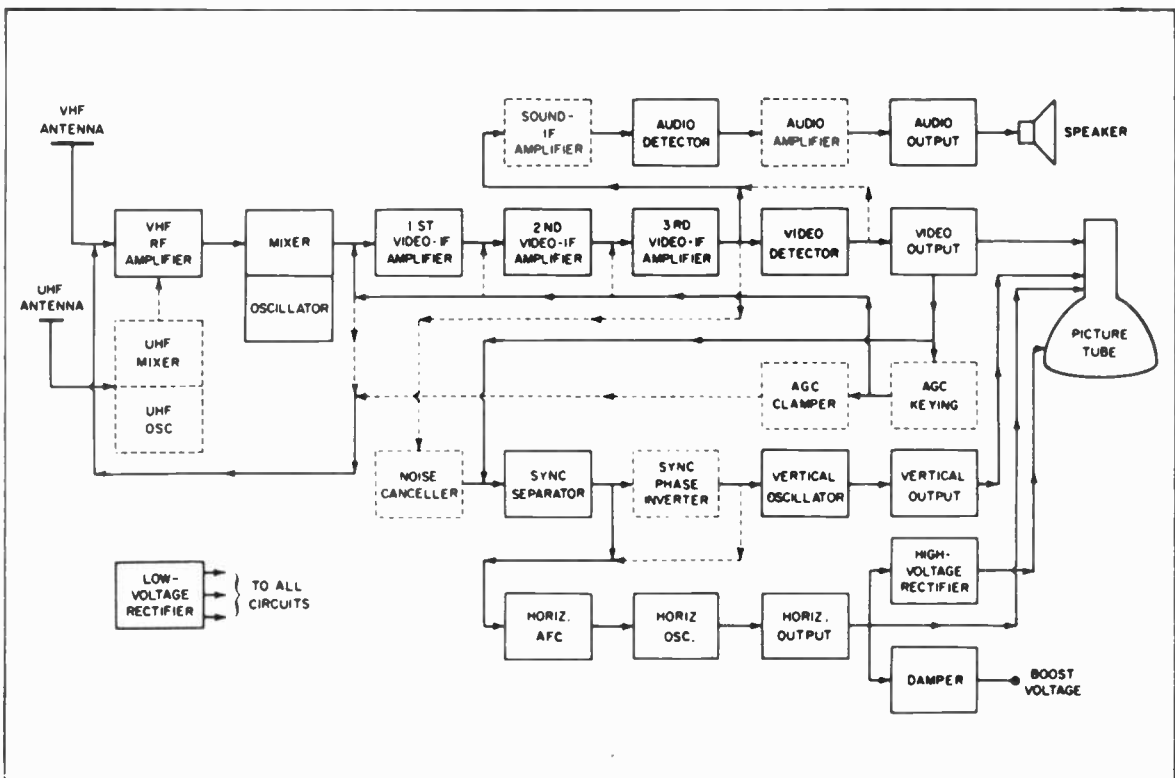 VHF
ANTENNA
SOUND-
IF
AMPLIFIER
AUDIO
DETECTOR
AUDIO
AMPLIFIER
AUDIO
OUTPUT
SPEAKER
VHF
RF
AMPLIFIER
MIXER
OSCILLATOR
1 ST
VIDEO-IF
AMPLIFIER
2ND
VIDEO-IF
AMPLIFIER
3RD
VIDEO-IF
AMPLIFIER
VIDEO
DETECTOR
VIDEO
OUTPUT
UHF
ANTENNA
UHF
MIXER
UHF
OSC
PICTURE
TUBE
AGC
CLAMPER
AGC
KEYING
NOISE
CANCELLER
SYNC
SEPARATOR
SYNC
PHASE
INVERTER
VERTICAL
OSCILLATOR
VERTICAL
OUTPUT
LOW-
VOLTAGE
RECTIFIER
TO ALL
CIRCUITS
HIGH-
VOLTAGE
RECTIFIER
HORIZ.
AFC
HORIZ
OSC.
HORIZ.
OUTPUT
DAMPER
BOOST
VOLTAGE